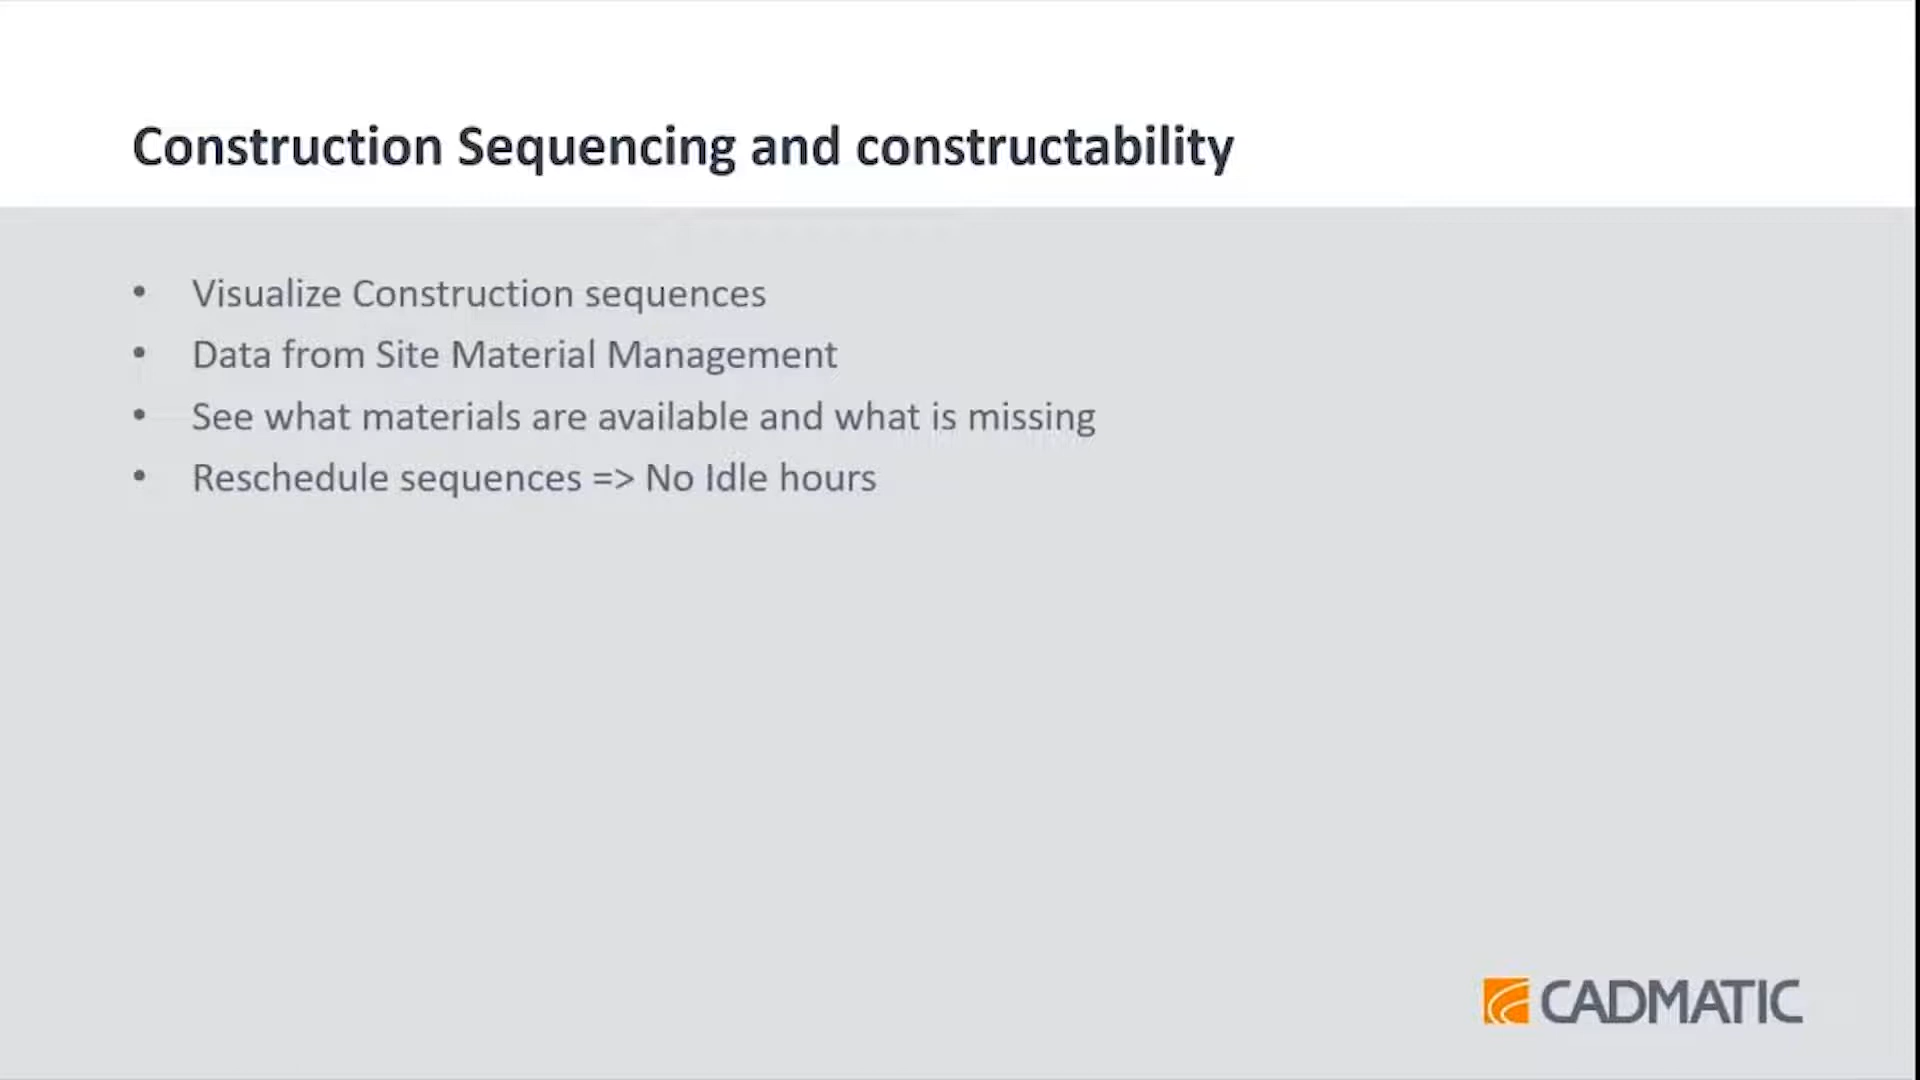 Construction Sequencing and constructability
• Visualize Construction sequences
• Data from Site Material Management
• See what materials are available and what is missing
• Reschedule sequences => No Idle hours
CADMATIC